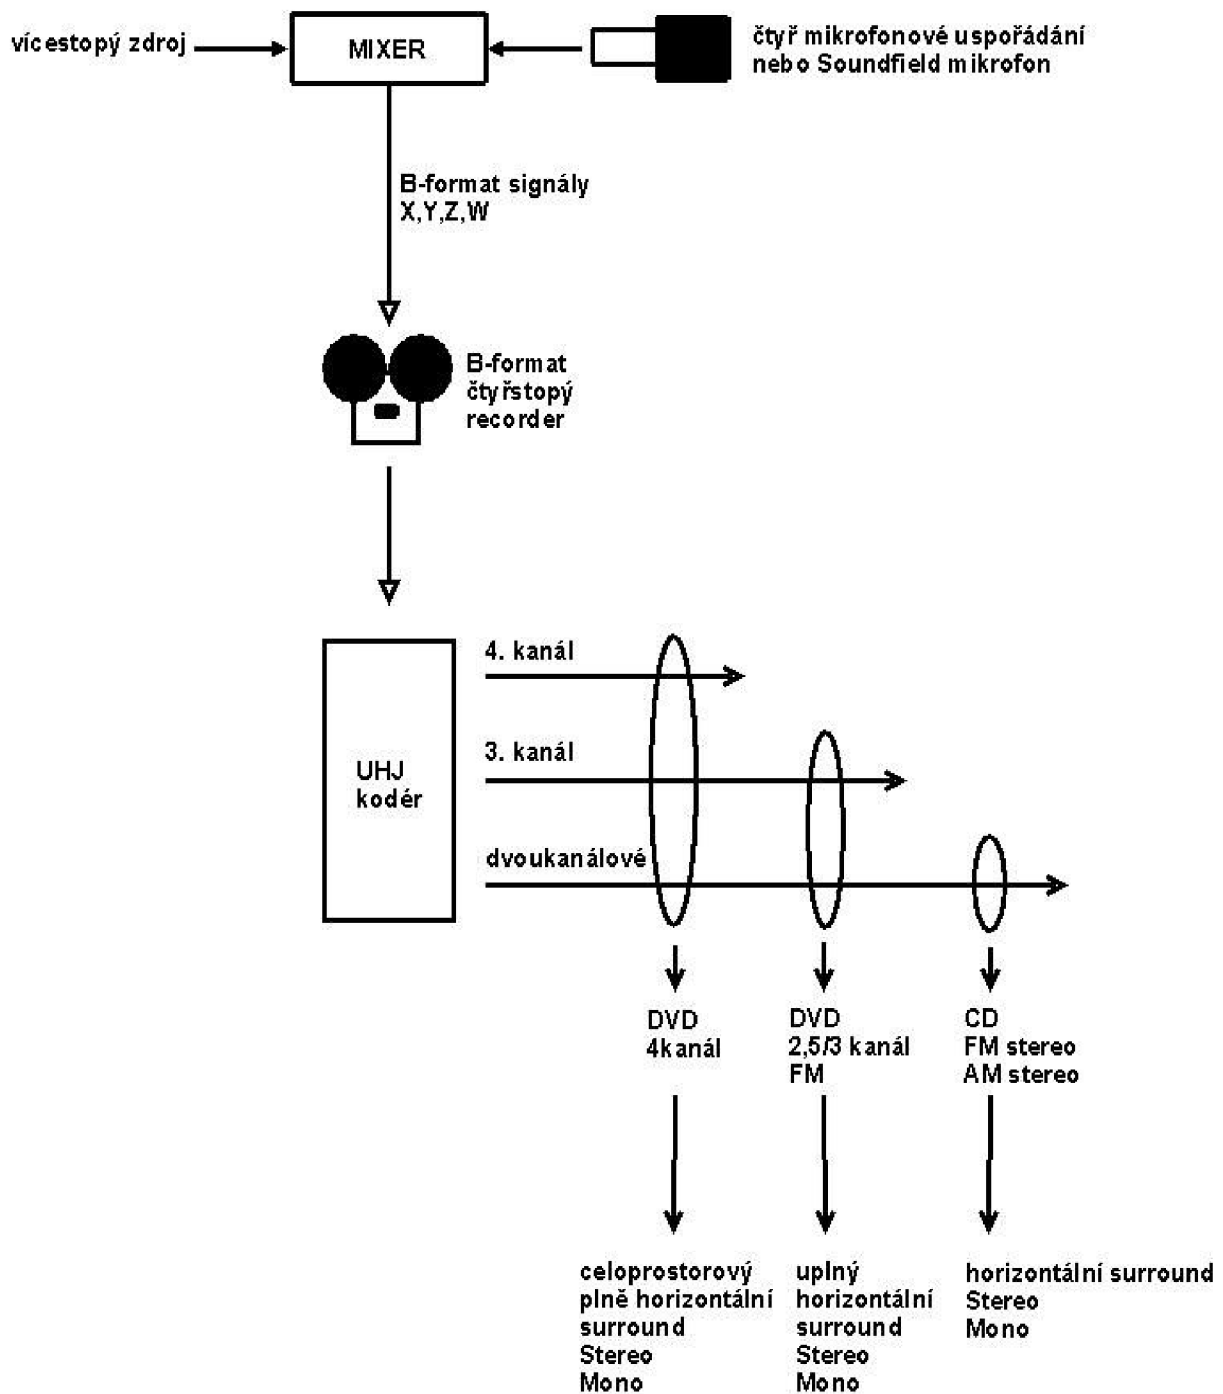 vícestopý zdroj
MIXER
čtyř mikrofonové uspořádání
nebo Soundfield mikrofon
B-format signály
X,Y,Z,W
B-format
čtyřstopý
recorder
UHJ
kodér
4. kanál
3. kanál
dvoukanálové
DVD
4kanál
DVD
2,5/3 kanál
FM
CD
FM stereo
AM stereo
celoprostorový
plně horizontální
surround
Stereo
Mono
uplný
horizontální
surround
Stereo
Mono
horizontální surround
Stereo
Mono